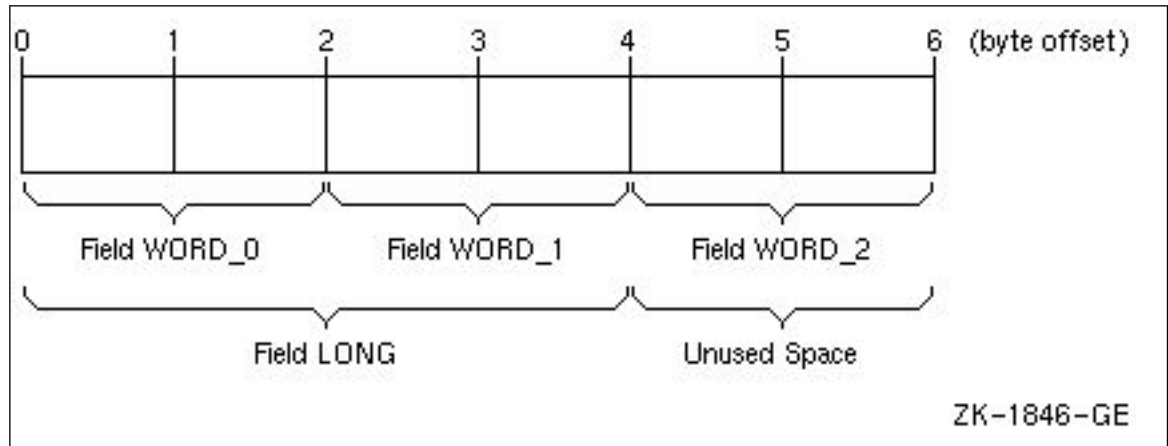 0 1 2 3 4 5 6 (byte offset)
Field WORD_0 Field WORD_1 Field WORD_2
Field LONG Unused Space
ZK-1846-GE